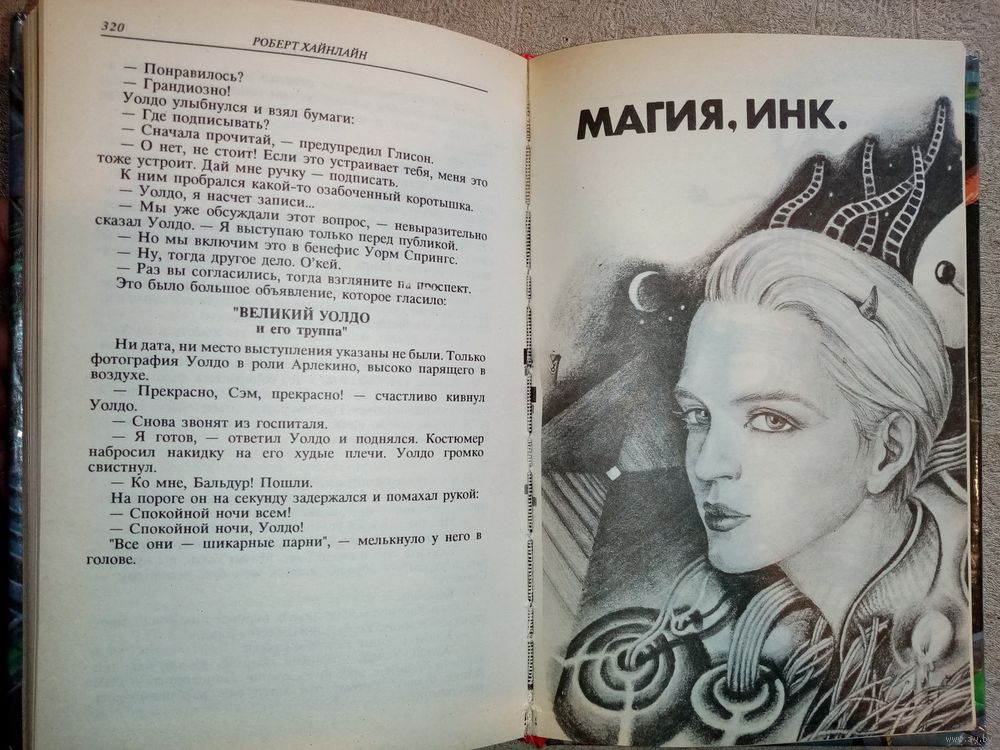 320
РОБЕРТ ХАЙНЛАЙН
— Понравилось?
— Грандиозно!
Уолдо улыбнулся и взял бумаги:
— Где подписывать?
— Сначала прочитай, — предупредил Глисон.
— О нет, не стоит! Если это устраивает тебя, меня это
тоже устроит. Дай мне ручку — подписать.
К ним пробрался какой-то озабоченный коротышка.
— Уолдо, я насчет записи...
— Мы уже обсуждали этот вопрос, — невыразительно
сказал Уолдо. — Я выступаю только перед публикой.
— Но мы включим это в бенефис Уорм Спрингс.
— Ну, тогда другое дело. О'кей.
— Раз вы согласились, тогда взгляните на проспект.
Это было большое объявление, которое гласило:
"ВЕЛИКИЙ УОЛДО
и его труппа"
Ни дата, ни место выступления указаны не были. Только
фотография Уолдо в роли Арлекино, высоко парящего в
воздухе.
— Прекрасно, Сэм, прекрасно! — счастливо кивнул
Уолдо.
— Снова звонят из госпиталя.
— Я готов, — ответил Уолдо и поднялся. Костюмер
набросил накидку на его худые плечи. Уолдо громко
свистнул.
— Ко мне, Бальдур! Пошли.
На пороге он на секунду задержался и помахал рукой:
— Спокойной ночи всем!
— Спокойной ночи, Уолдо!
"Все они — шикарные парни", — мелькнуло у него в
голове.
МАГИЯ, ИНК.
www.ay.by